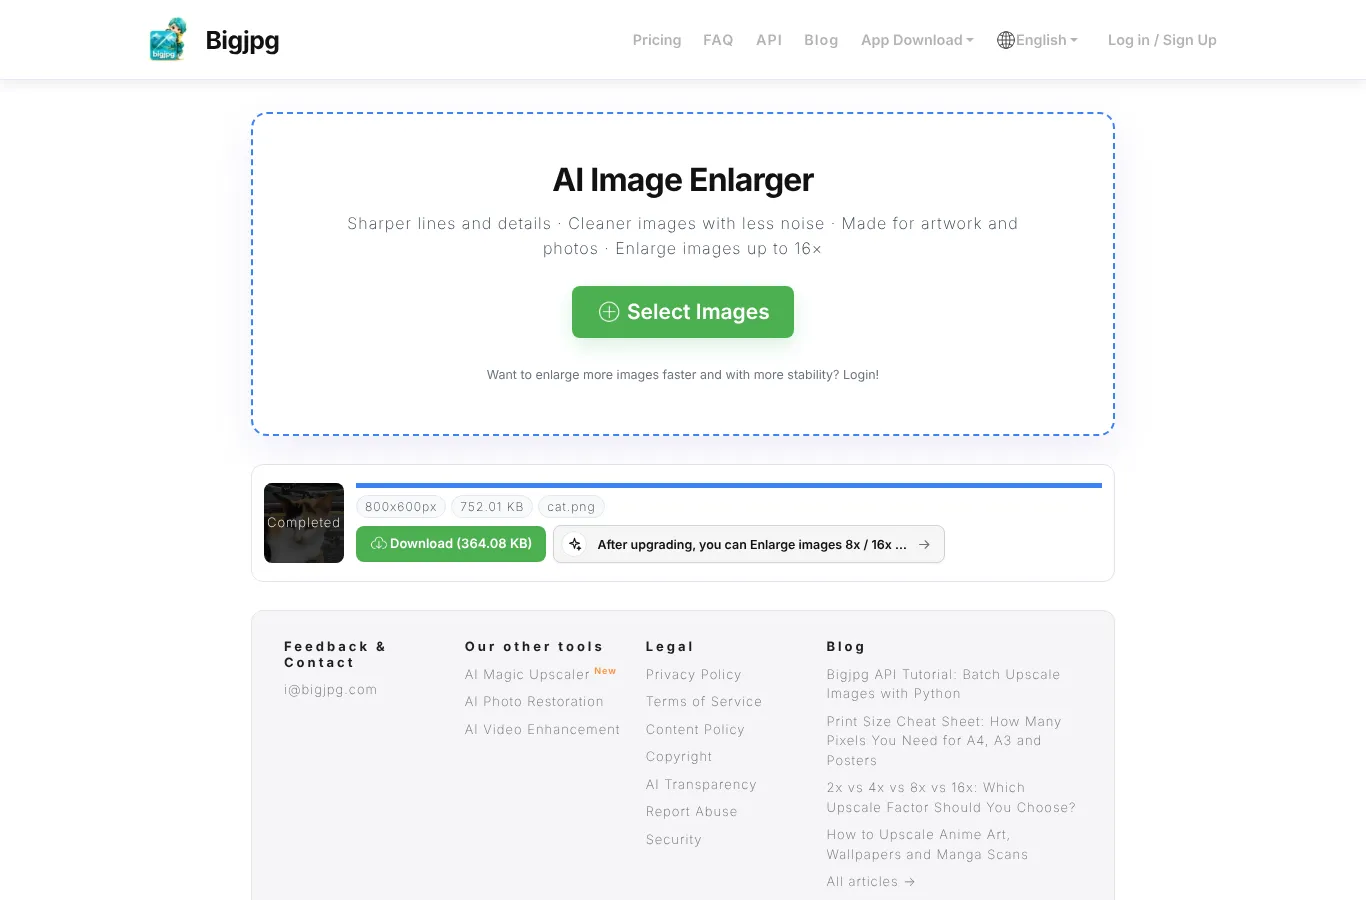 bigjpg
Bigjpg
Pricing
FAQ
API
Blog
App Download
English
Log in / Sign Up
AI Image Enlarger
Sharper lines and details · Cleaner images with less noise · Made for artwork and
photos · Enlarge images up to 16×
Select Images
Want to enlarge more images faster and with more stability? Login!
Completed
800x600px
752.01 KB
cat.png
Download (364.08 KB)
After upgrading, you can Enlarge images 8x / 16x ... →
Feedback &
Contact
i@bigjpg.com
Our other tools
AI Magic Upscaler New
AI Photo Restoration
AI Video Enhancement
Legal
Privacy Policy
Terms of Service
Content Policy
Copyright
AI Transparency
Report Abuse
Security
Blog
Bigjpg API Tutorial: Batch Upscale
Images with Python
Print Size Cheat Sheet: How Many
Pixels You Need for A4, A3 and
Posters
2x vs 4x vs 8x vs 16x: Which
Upscale Factor Should You Choose?
How to Upscale Anime Art,
Wallpapers and Manga Scans
All articles →